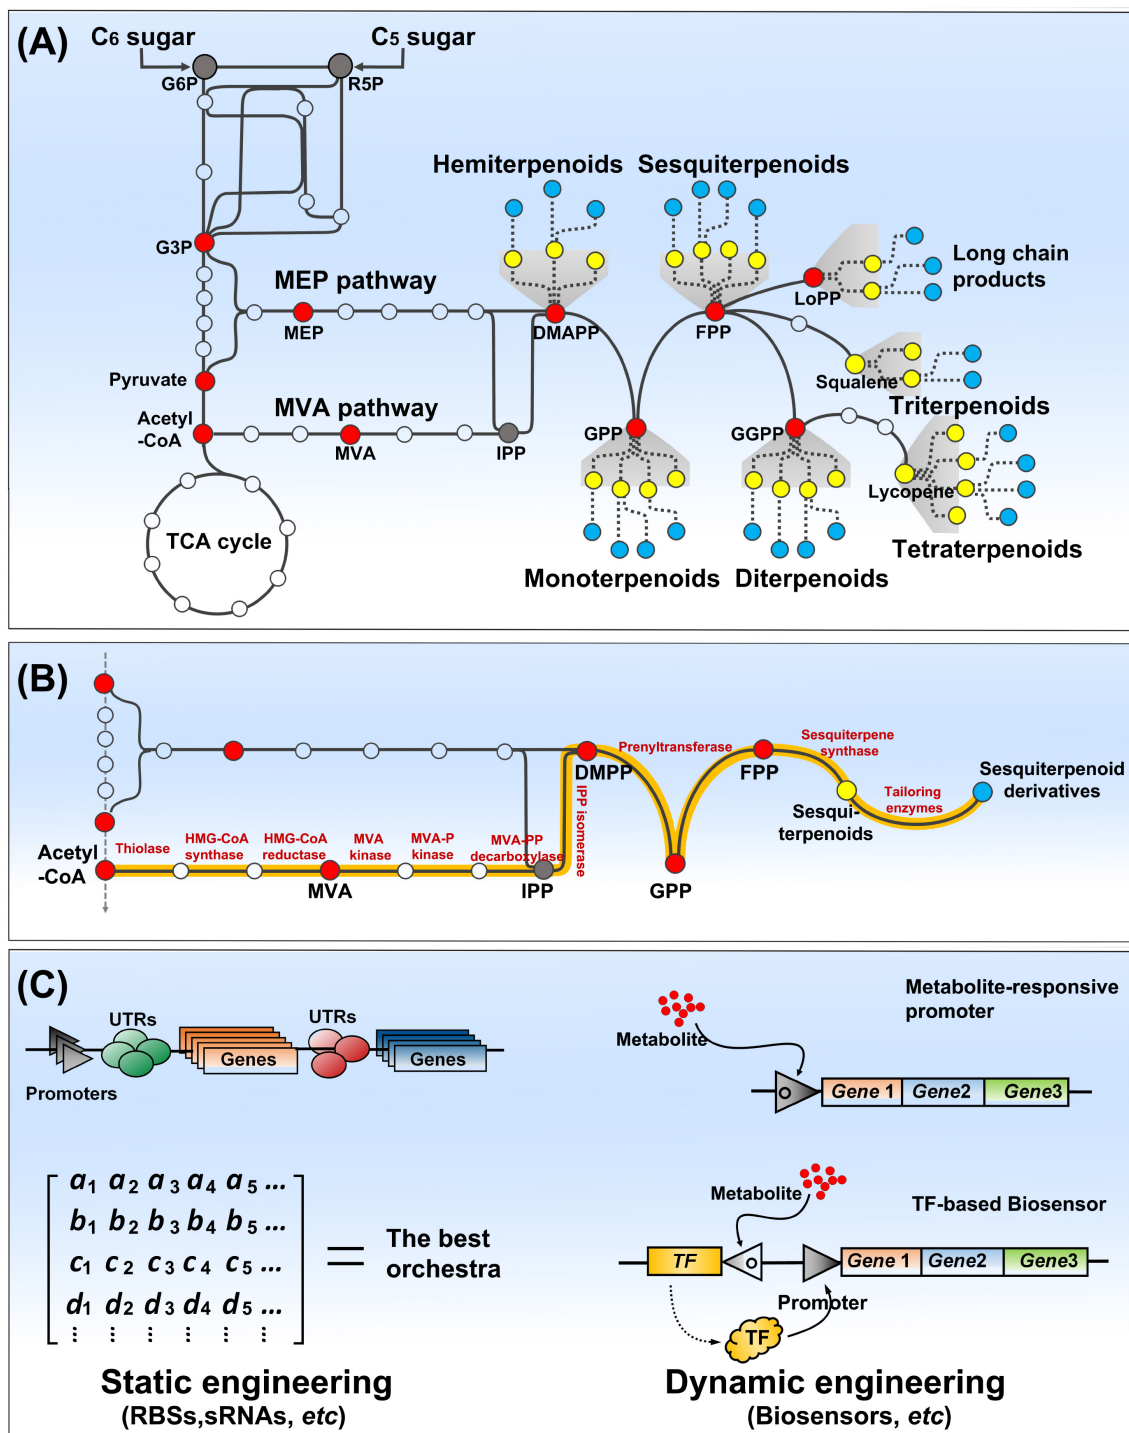 (A)
C6 sugar
C5 sugar
G6P
R5P
Hemiterpenoids
Sesquiterpenoids
G3P
MEP pathway
Long chain
products
LoPP
MEP
DMAPP
FPP
Pyruvate
Squalene
Acetyl
-CoA
MVA pathway
Triterpenoids
MVA
IPP
GPP
GGPP
Lycopene
TCA cycle
Tetraterpenoids
Monoterpenoids
Diterpenoids
(B)
Prenyltransferase
Sesquiterpene
synthase
DMPP
FPP
Sesquiterpenoid
derivatives
IPP isomerase
Tailoring
enzymes
Sesqui-
terpenoids
Acetyl
-CoA
Thiolase
HMG-CoA
synthase
HMG-CoA
reductase
MVA
kinase
MVA-P
kinase
MVA-PP
decarboxylase
MVA
IPP
GPP
(C)
UTRs
UTRs
Genes
Genes
Promoters
Metabolite-responsive
promoter
Metabolite
Gene 1 Gene2 Gene3
a1 a2 a3 a4 a5 ...
b1 b2 b3 b4 b5 ...
c1 c2 c3 c4 c5 ...
d1 d2 d3 d4 d5 ...
⋮ ⋮ ⋮ ⋮ ⋮ ⋮
=
The best
orchestra
Metabolite
TF-based Biosensor
TF
Gene 1 Gene2 Gene3
Promoter
TF
Static engineering
(RBSs,sRNAs, etc)
Dynamic engineering
(Biosensors, etc)